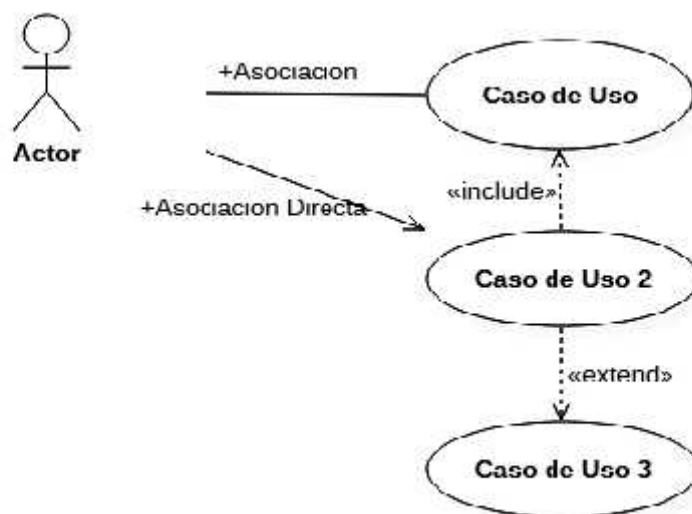 +Asociacion
Caso de Uso
Actor
«include»
+Asociacion Directa
Caso de Uso 2
«extend»
Caso de Uso 3